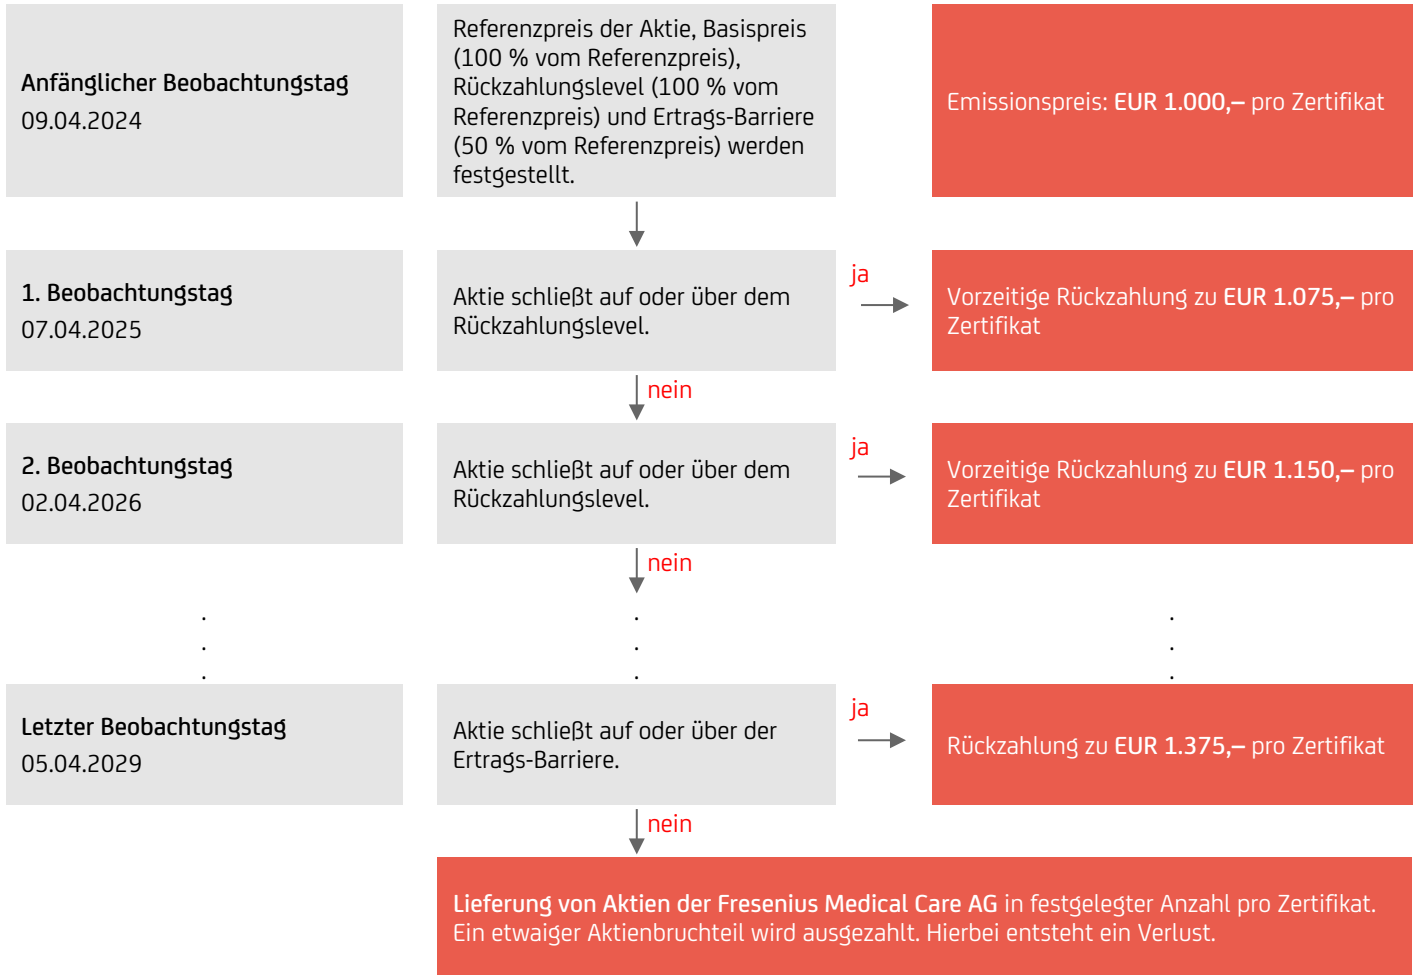 Anfänglicher Beobachtungstag
09.04.2024
Referenzpreis der Aktie, Basispreis
(100 % vom Referenzpreis),
Rückzahlungslevel (100 % vom
Referenzpreis) und Ertrags-Barriere
(50 % vom Referenzpreis) werden
festgestellt.
Emissionspreis: EUR 1.000,– pro Zertifikat
1. Beobachtungstag
07.04.2025
Aktie schließt auf oder über dem
Rückzahlungslevel.
ja
Vorzeitige Rückzahlung zu EUR 1.075,– pro
Zertifikat
nein
2. Beobachtungstag
02.04.2026
Aktie schließt auf oder über dem
Rückzahlungslevel.
ja
Vorzeitige Rückzahlung zu EUR 1.150,– pro
Zertifikat
nein
. . .
. . .
. . .
Letzter Beobachtungstag
05.04.2029
Aktie schließt auf oder über der
Ertrags-Barriere.
ja
Rückzahlung zu EUR 1.375,– pro Zertifikat
nein
Lieferung von Aktien der Fresenius Medical Care AG in festgelegter Anzahl pro Zertifikat.
Ein etwaiger Aktienbruchteil wird ausgezahlt. Hierbei entsteht ein Verlust.